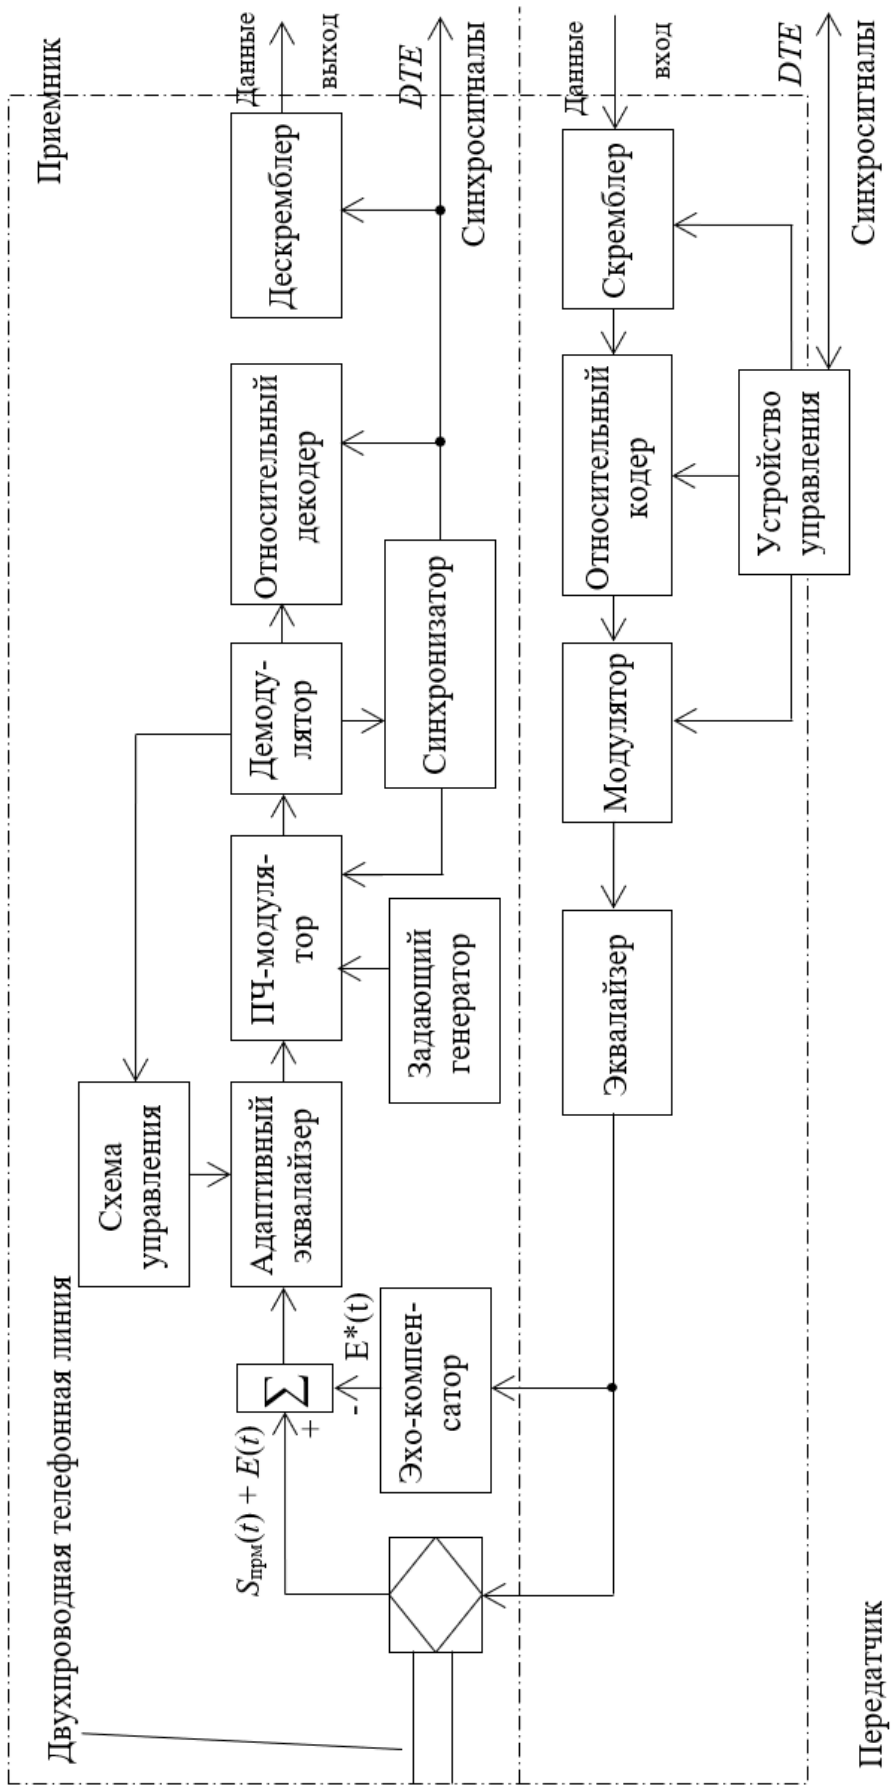 Двухпроводная телефонная линия
Приемник
Схема
управления
Sпрм(t) + E(t)
+
Σ
-
E*(t)
Эхо-компен-
сатор
Адаптивный
эквалайзер
ПЧ-модуля-
тор
Задающий
генератор
Демоду-
лятор
Синхронизатор
Относительный
декодер
Дескремблер
Данные
выход
DTE
Синхросигналы
Эквалайзер
Модулятор
Относительный
кодер
Скремблер
Данные
вход
Устройство
управления
DTE
Синхросигналы
Передатчик